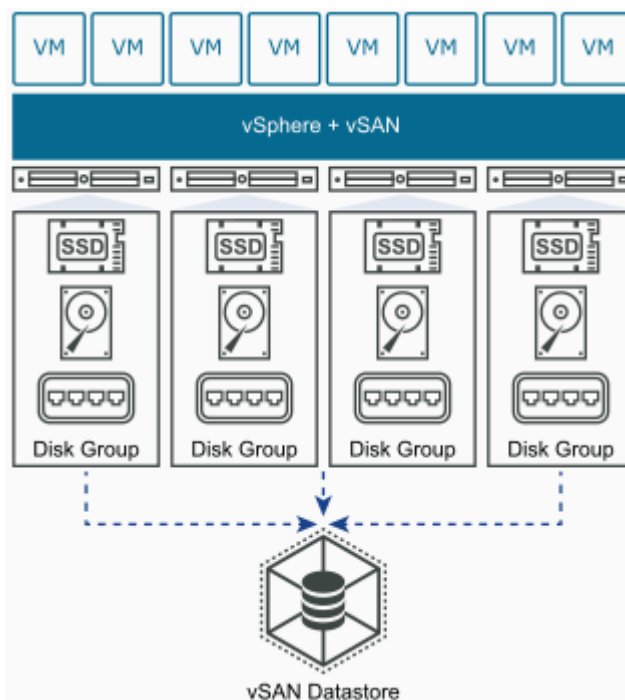 VM VM VM VM VM VM VM VM
vSphere + vSAN
SSD SSD SSD SSD
Disk Group Disk Group Disk Group Disk Group
vSAN Datastore